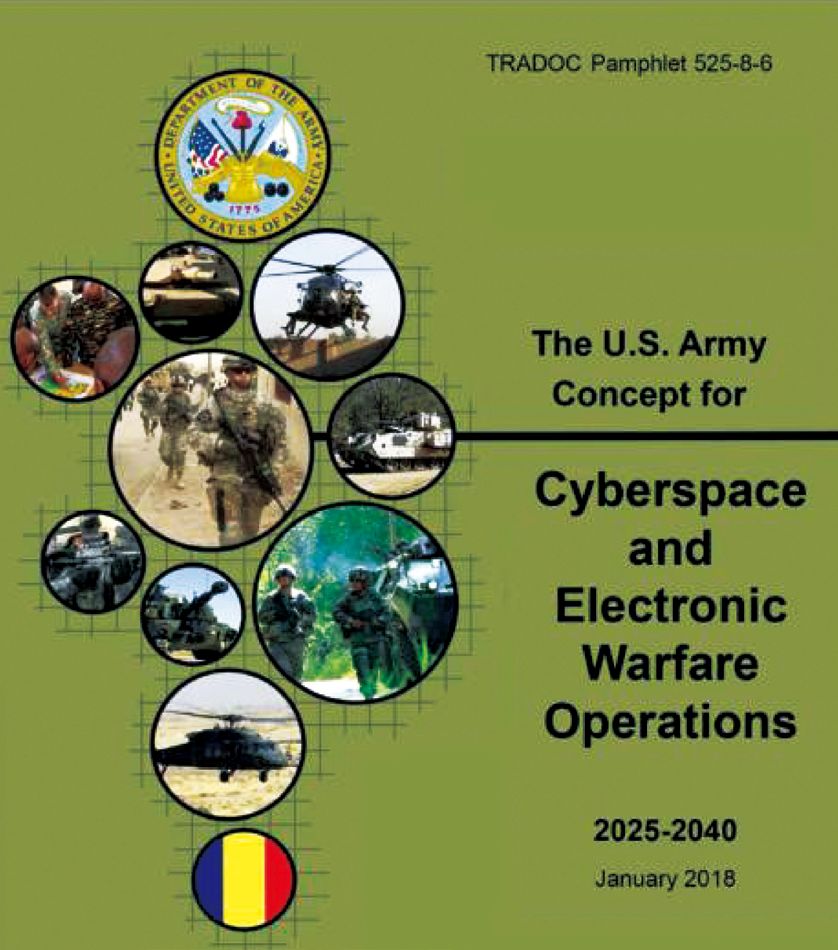 TRADOC Pamphlet 525-8-6
DEPARTMENT OF THE ARMY
UNITED STATES OF AMERICA
1775
The U.S. Army
Concept for
Cyberspace
and
Electronic
Warfare
Operations
2025-2040
January 2018